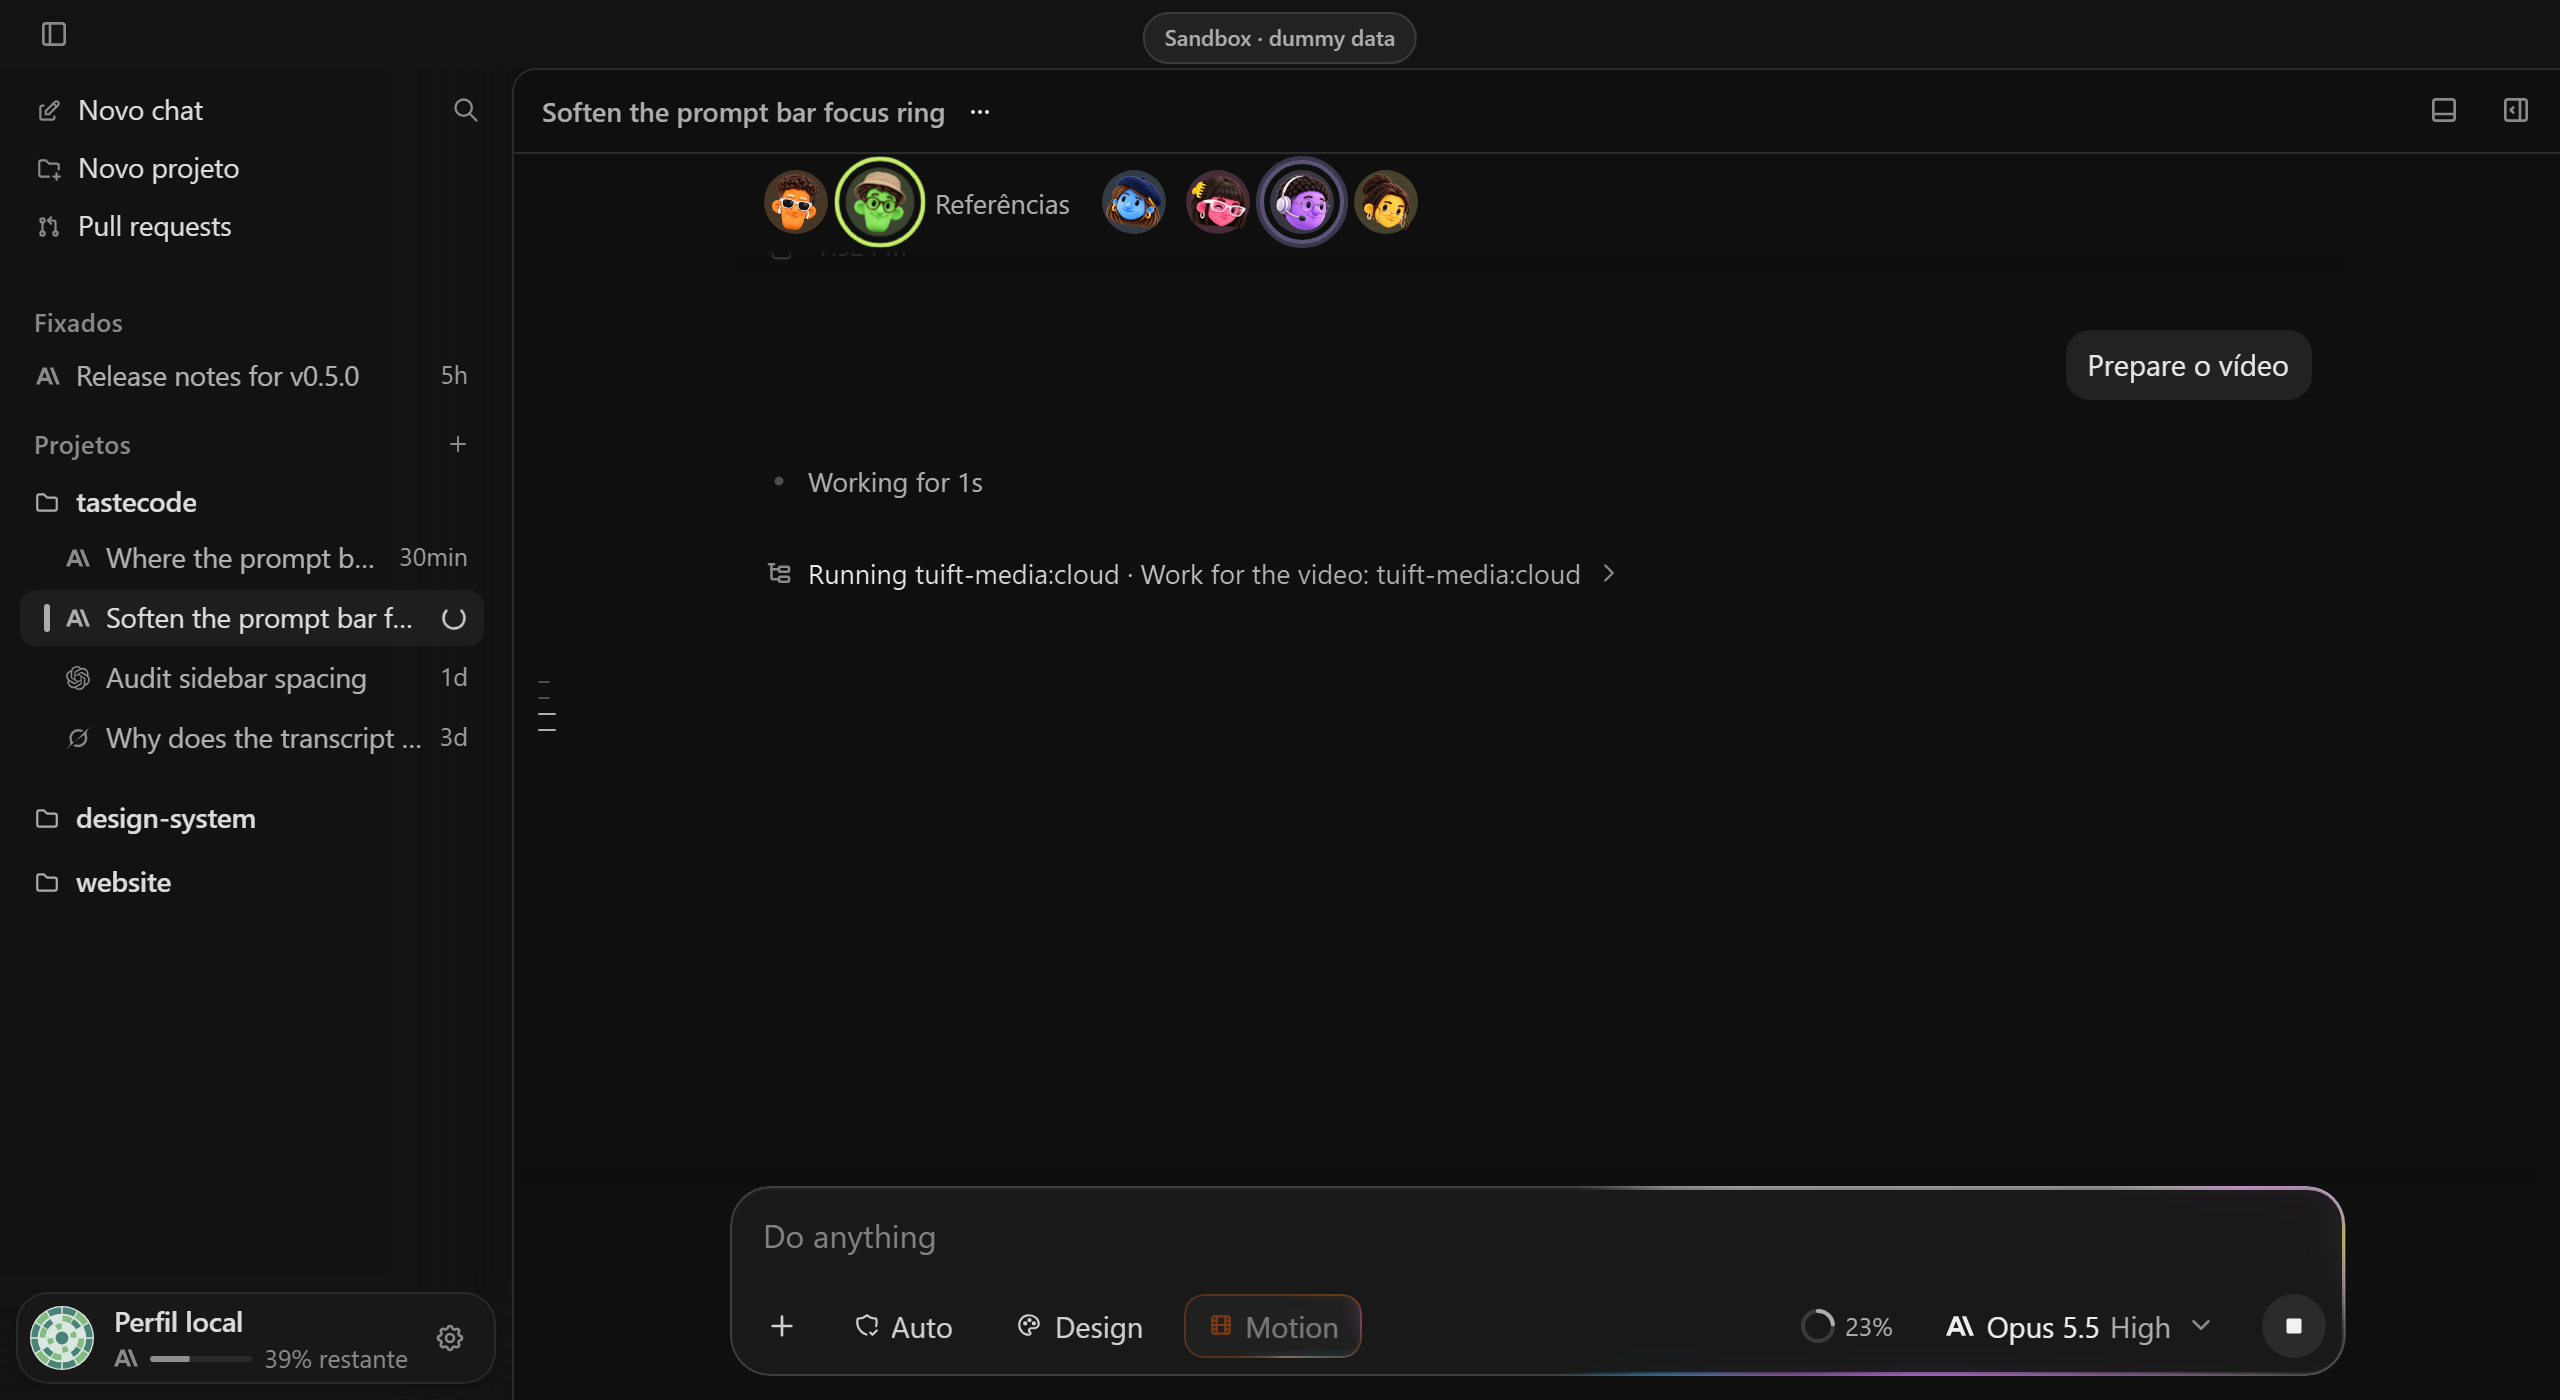 Sandbox · dummy data
Novo chat
Novo projeto
Pull requests
Fixados
Release notes for v0.5.0 5h
Projetos
tastecode
Where the prompt b... 30min
Soften the prompt bar f...
Audit sidebar spacing 1d
Why does the transcript ... 3d
design-system
website
Perfil local
39% restante
Soften the prompt bar focus ring
Referências
Prepare o vídeo
Working for 1s
Running tuift-media:cloud · Work for the video: tuift-media:cloud
Do anything
Auto Design Motion 23% Opus 5.5 High